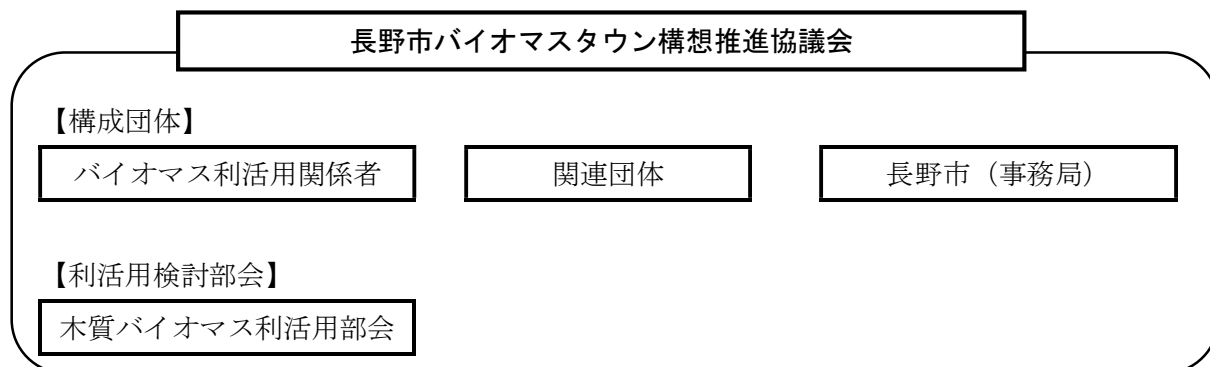 長野市バイオマスタウン構想推進協議会
【構成団体】
バイオマス利活用関係者
関連団体
長野市（事務局）
【利活用検討部会】
木質バイオマス利活用部会